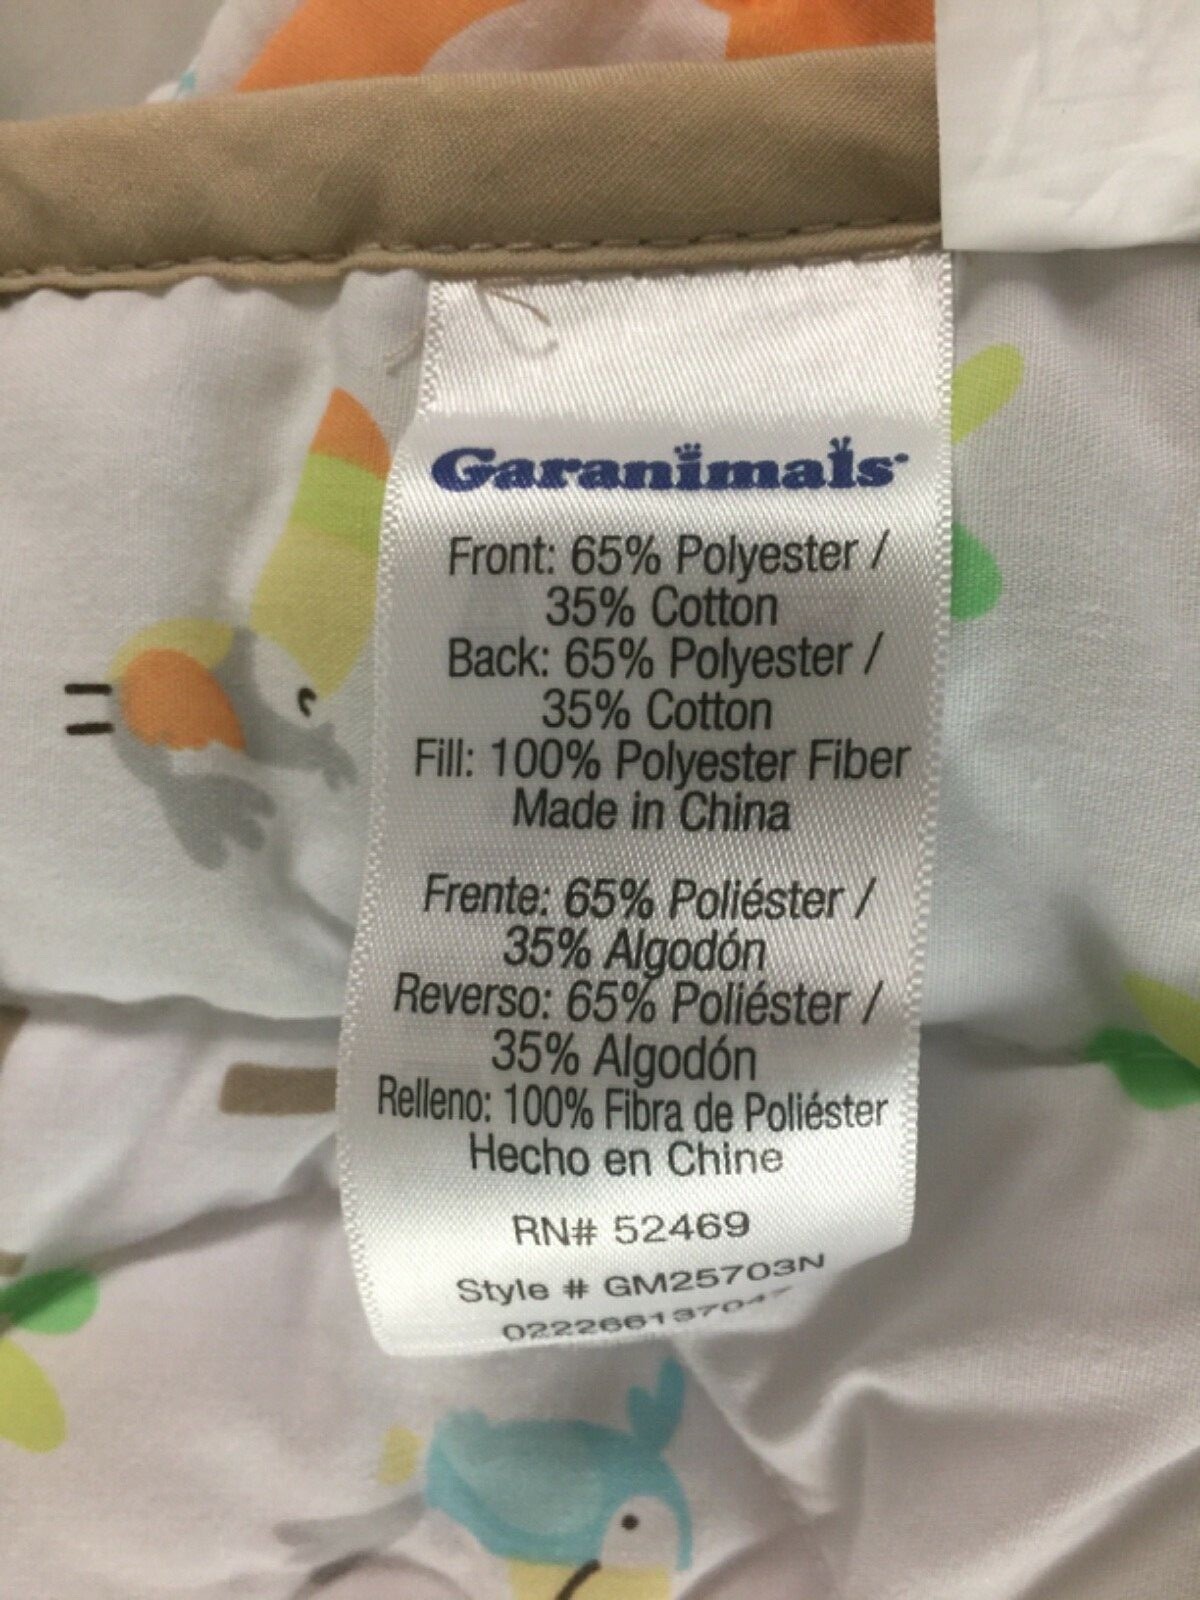 Garanimals
Front: 65% Polyester /
35% Cotton
Back: 65% Polyester /
35% Cotton
Fill: 100% Polyester Fiber
Made in China
Frente: 65% Poliéster /
35% Algodón
Reverso: 65% Poliéster /
35% Algodón
Relleno: 100% Fibra de Poliéster
Hecho en Chine
RN# 52469
Style # GM25703N
022266137047